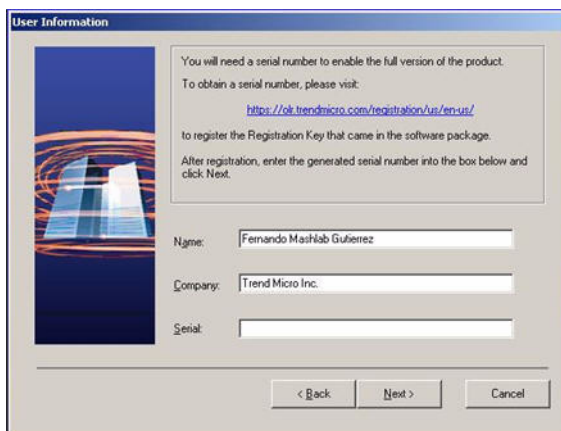 User Information
You will need a serial number to enable the full version of the product.
To obtain a serial number, please visit:
https://olr.trendmicro.com/registration/us/en-us/
to register the Registration Key that came in the software package.
After registration, enter the generated serial number into the box below and
click Next.
Name: Fernando Mashlab Gutierrez
Company: Trend Micro Inc.
Serial:
< Back Next > Cancel